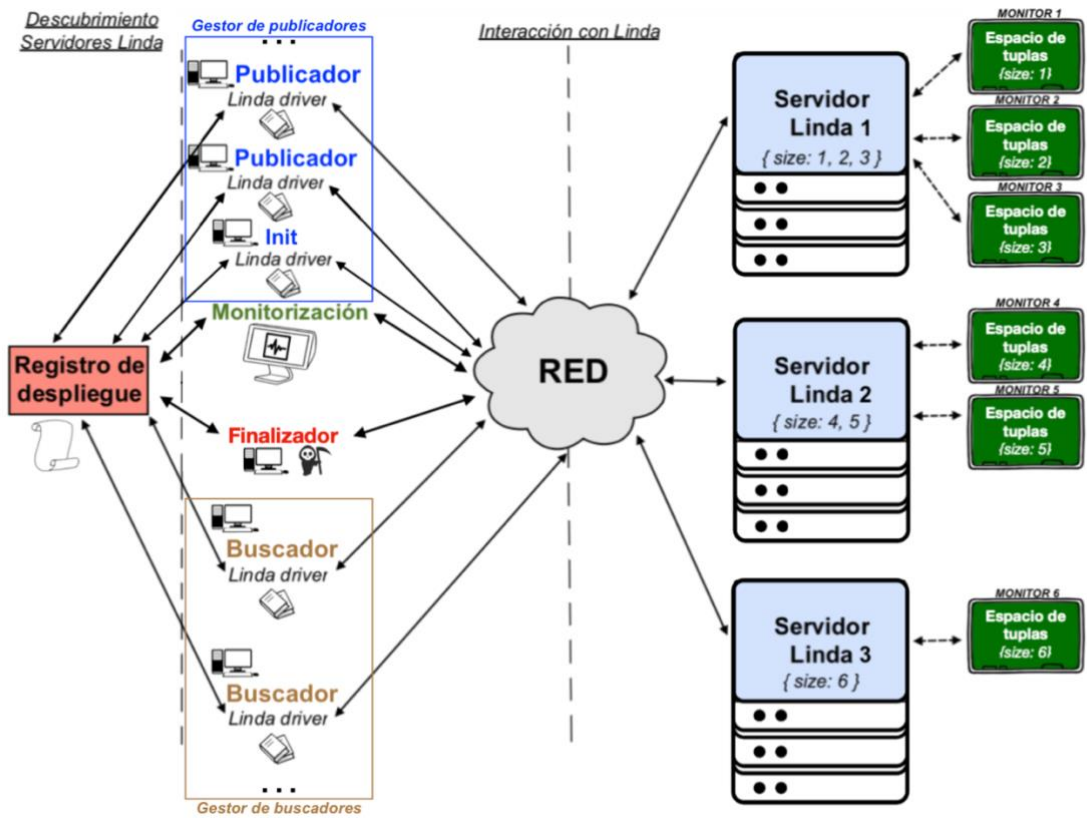 Descubrimiento
Servidores Linda
Gestor de publicadores
...
Publicador
Linda driver
Publicador
Linda driver
Init
Linda driver
Monitorización
Registro de
despliegue
Finalizador
Buscador
Linda driver
Buscador
Linda driver
...
Gestor de buscadores
Interacción con Linda
RED
Servidor
Linda 1
{ size: 1, 2, 3 }
Servidor
Linda 2
{ size: 4, 5 }
Servidor
Linda 3
{ size: 6 }
MONITOR 1
Espacio de
tuplas
{size: 1}
MONITOR 2
Espacio de
tuplas
{size: 2}
MONITOR 3
Espacio de
tuplas
{size: 3}
MONITOR 4
Espacio de
tuplas
{size: 4}
MONITOR 5
Espacio de
tuplas
{size: 5}
MONITOR 6
Espacio de
tuplas
{size: 6}